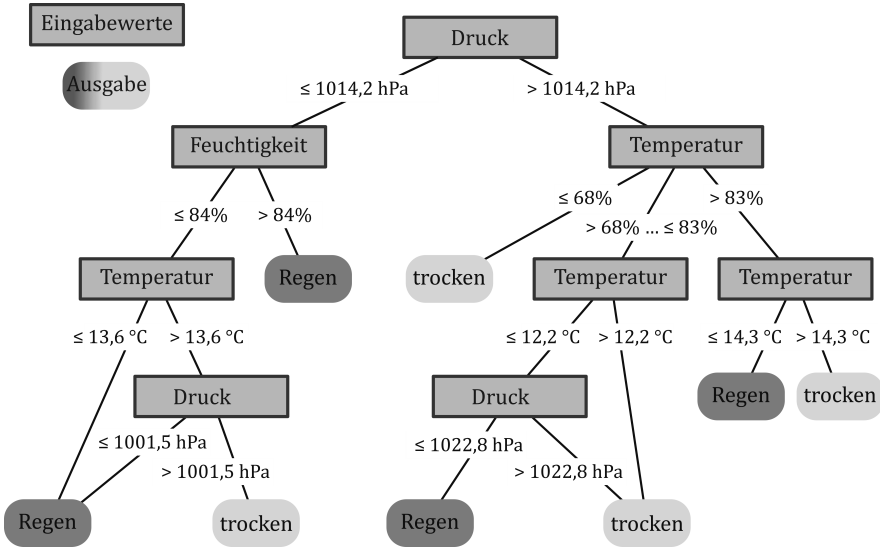 Eingabewerte
Ausgabe
Druck
≤ 1014,2 hPa
> 1014,2 hPa
Feuchtigkeit
Temperatur
≤ 84%
> 84%
≤ 68%
> 68% ... ≤ 83%
> 83%
Temperatur
Regen
trocken
Temperatur
Temperatur
≤ 13,6 °C
> 13,6 °C
≤ 12,2 °C
> 12,2 °C
≤ 14,3 °C
> 14,3 °C
Druck
Druck
Regen
trocken
≤ 1001,5 hPa
> 1001,5 hPa
≤ 1022,8 hPa
> 1022,8 hPa
Regen
trocken
Regen
trocken